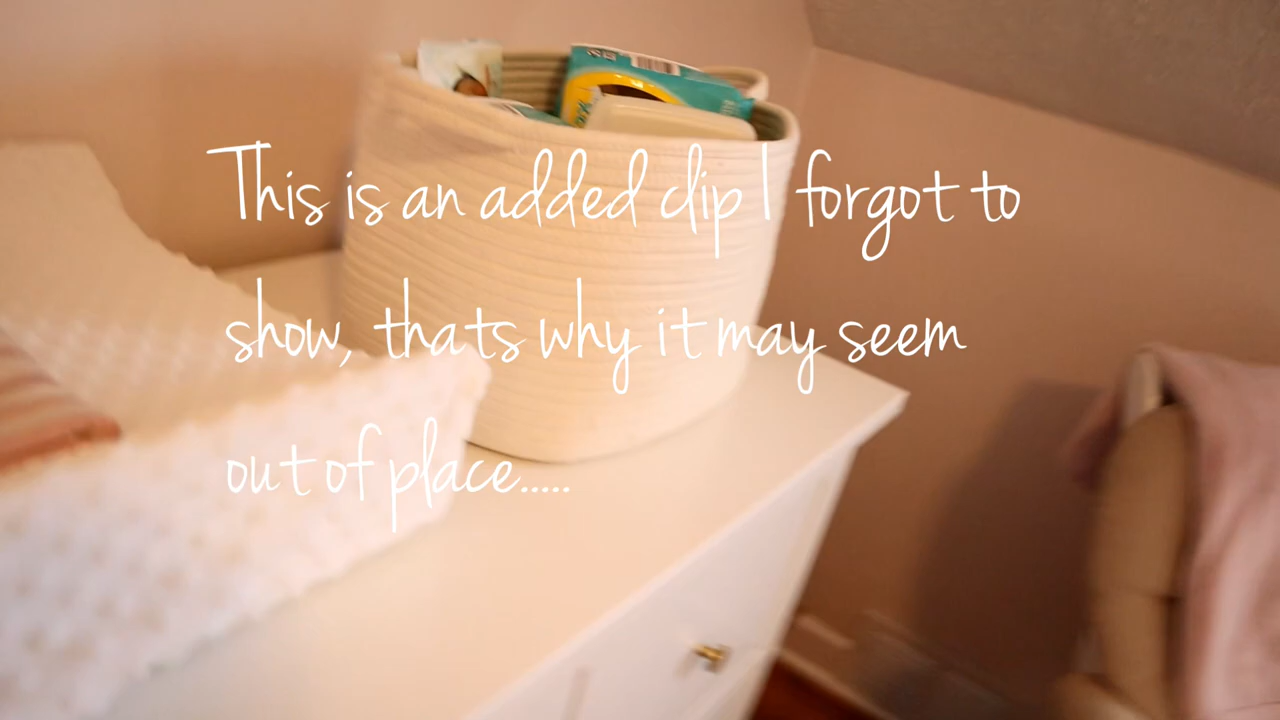 This is an added clip I forgot to
show, thats why it may seem
out of place.....